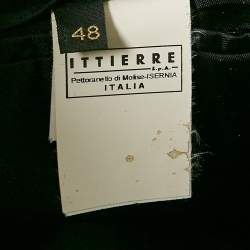 48
ITTIERRE
S.p.A.
Pettoranello di Molise-ISERNIA
ITALIA